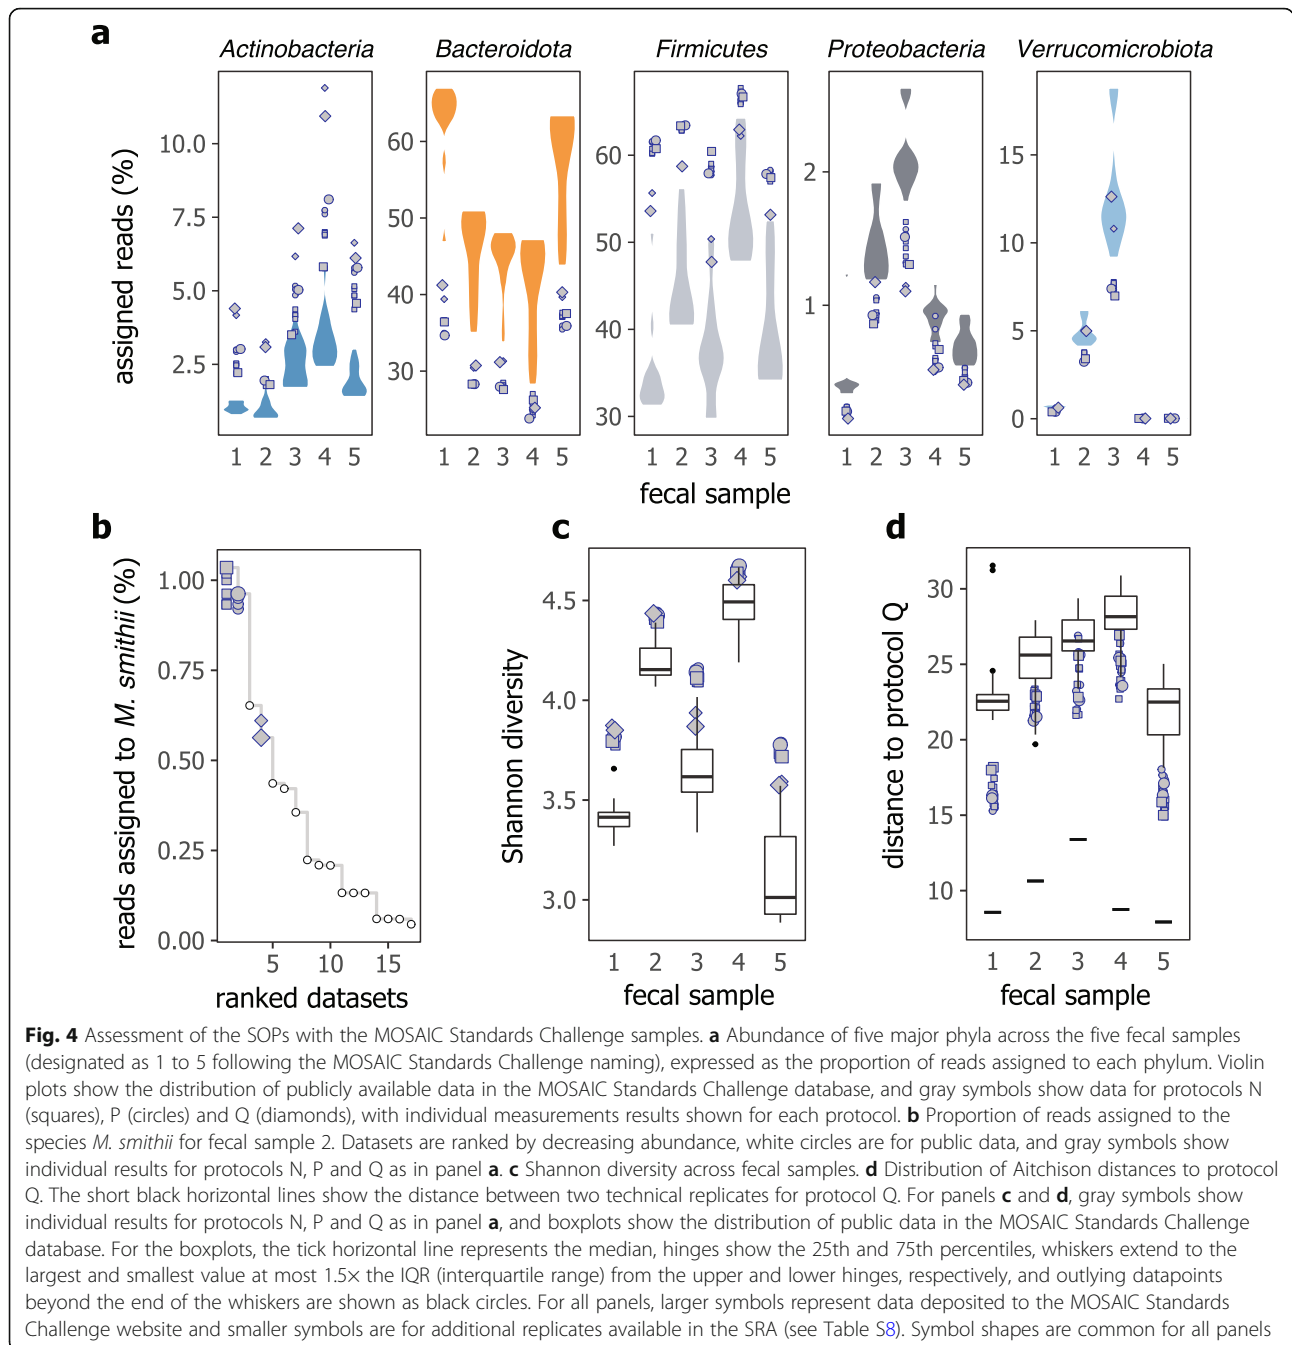 a
Actinobacteria Bacteroidota Firmicutes Proteobacteria Verrucomicrobiota
assigned reads (%)
10.0
7.5
5.0
2.5
60
50
40
30
60
50
40
30
2
1
15
10
5
0
1 2 3 4 5
1 2 3 4 5
1 2 3 4 5
1 2 3 4 5
1 2 3 4 5
fecal sample
b
reads assigned to M. smithii (%)
1.00
0.75
0.50
0.25
0.00
5 10 15
ranked datasets
c
Shannon diversity
4.5
4.0
3.5
3.0
1 2 3 4 5
fecal sample
d
distance to protocol Q
30
25
20
15
10
1 2 3 4 5
fecal sample
Fig. 4 Assessment of the SOPs with the MOSAIC Standards Challenge samples. a Abundance of five major phyla across the five fecal samples
(designated as 1 to 5 following the MOSAIC Standards Challenge naming), expressed as the proportion of reads assigned to each phylum. Violin
plots show the distribution of publicly available data in the MOSAIC Standards Challenge database, and gray symbols show data for protocols N
(squares), P (circles) and Q (diamonds), with individual measurements results shown for each protocol. b Proportion of reads assigned to the
species M. smithii for fecal sample 2. Datasets are ranked by decreasing abundance, white circles are for public data, and gray symbols show
individual results for protocols N, P and Q as in panel a. c Shannon diversity across fecal samples. d Distribution of Aitchison distances to protocol
Q. The short black horizontal lines show the distance between two technical replicates for protocol Q. For panels c and d, gray symbols show
individual results for protocols N, P and Q as in panel a, and boxplots show the distribution of public data in the MOSAIC Standards Challenge
database. For the boxplots, the tick horizontal line represents the median, hinges show the 25th and 75th percentiles, whiskers extend to the
largest and smallest value at most 1.5× the IQR (interquartile range) from the upper and lower hinges, respectively, and outlying datapoints
beyond the end of the whiskers are shown as black circles. For all panels, larger symbols represent data deposited to the MOSAIC Standards
Challenge website and smaller symbols are for additional replicates available in the SRA (see Table S8). Symbol shapes are common for all panels